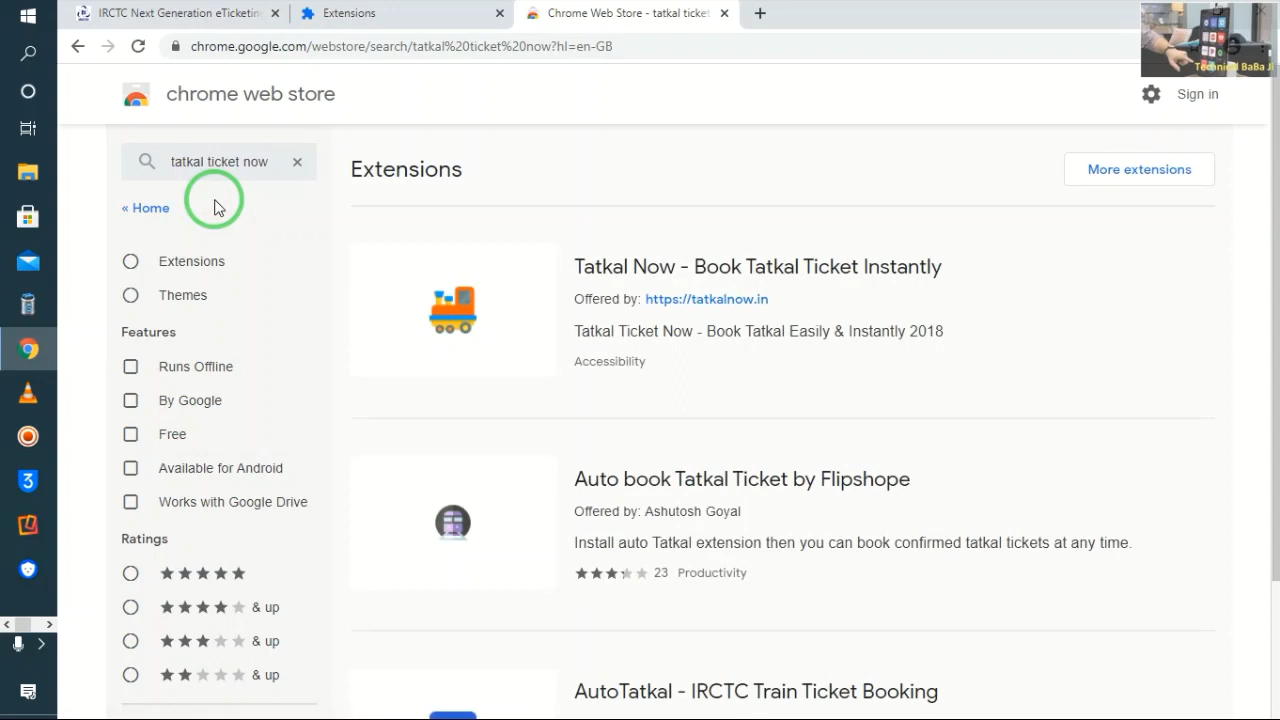 IRCTC Next Generation eTicketing
Extensions
Chrome Web Store - tatkal ticket
chrome.google.com/webstore/search/tatkal%20ticket%20now?hl=en-GB
chrome web store
Sign in
tatkal ticket now
« Home
Extensions
Themes
Features
Runs Offline
By Google
Free
Available for Android
Works with Google Drive
Ratings
& up
& up
& up
Extensions
More extensions
Tatkal Now - Book Tatkal Ticket Instantly
Offered by: https://tatkalnow.in
Tatkal Ticket Now - Book Tatkal Easily & Instantly 2018
Accessibility
Auto book Tatkal Ticket by Flipshope
Offered by: Ashutosh Goyal
Install auto Tatkal extension then you can book confirmed tatkal tickets at any time.
23 Productivity
AutoTatkal - IRCTC Train Ticket Booking
Technical BaBa Ji
3